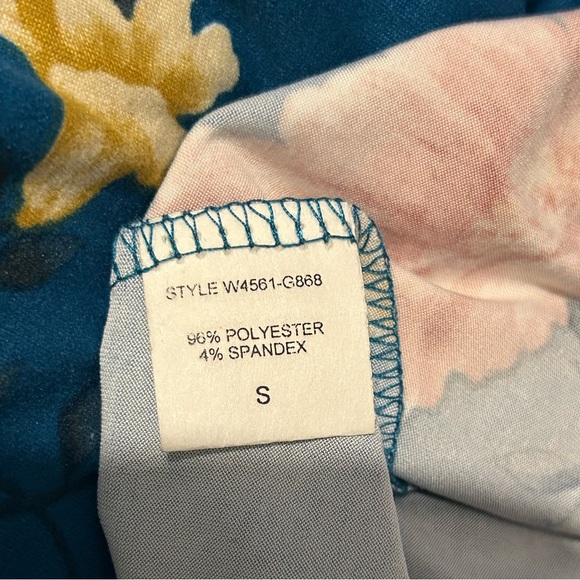 STYLE W4561-G868
96% POLYESTER
4% SPANDEX
S